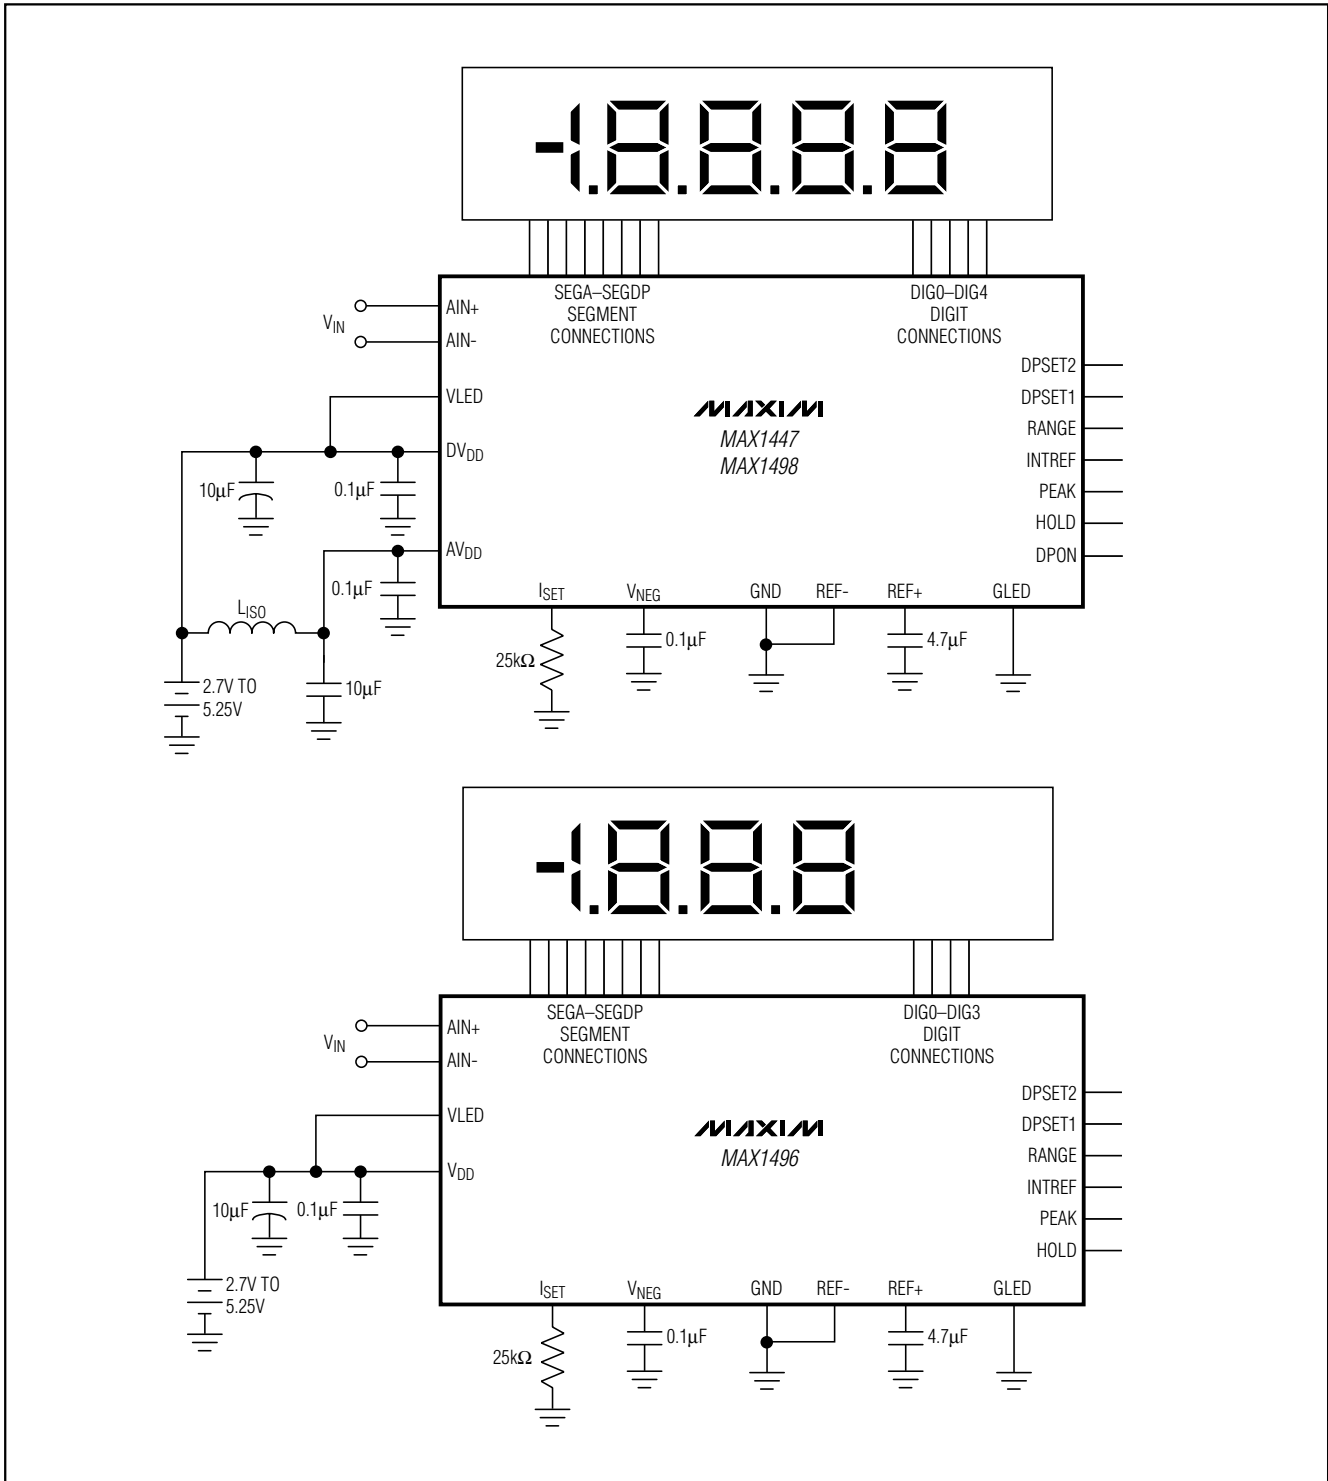 -1.8.8.8.8
SEGA–SEGDP
SEGMENT
CONNECTIONS
DIG0–DIG4
DIGIT
CONNECTIONS
VIN
AIN+
AIN-
VLED
DVDD
AVDD
10µF
0.1µF
0.1µF
LISO
10µF
2.7V TO
5.25V
MAXIM
MAX1447
MAX1498
DPSET2
DPSET1
RANGE
INTREF
PEAK
HOLD
DPON
ISET
VNEG
GND
REF-
REF+
GLED
25kΩ
0.1µF
4.7µF
-1.8.8.8
SEGA–SEGDP
SEGMENT
CONNECTIONS
DIG0–DIG3
DIGIT
CONNECTIONS
VIN
AIN+
AIN-
VLED
VDD
10µF
0.1µF
2.7V TO
5.25V
MAXIM
MAX1496
DPSET2
DPSET1
RANGE
INTREF
PEAK
HOLD
ISET
VNEG
GND
REF-
REF+
GLED
25kΩ
0.1µF
4.7µF